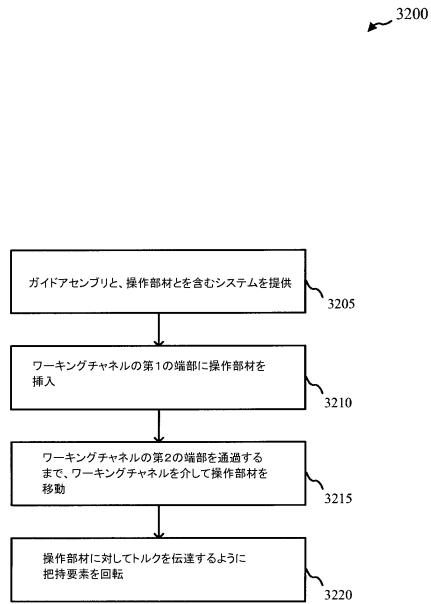 3200
ガイドアセンブリと、操作部材とを含むシステムを提供
3205
ワーキングチャネルの第1の端部に操作部材を
挿入
3210
ワーキングチャネルの第2の端部を通過する
まで、ワーキングチャネルを介して操作部材を
移動
3215
操作部材に対してトルクを伝達するように
把持要素を回転
3220